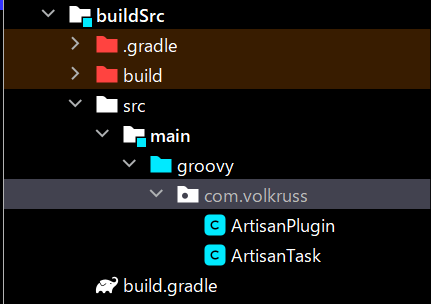 buildSrc
.gradle
build
src
main
groovy
com.volkruss
ArtisanPlugin
ArtisanTask
build.gradle